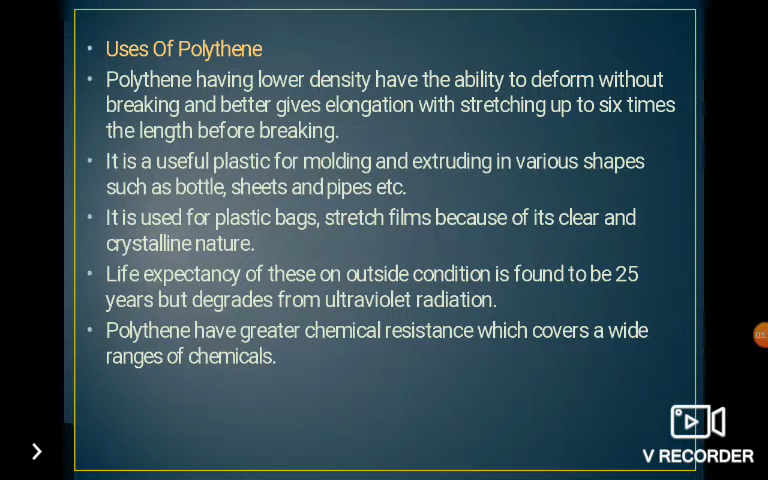 Uses Of Polythene
Polythene having lower density have the ability to deform without
breaking and better gives elongation with stretching up to six times
the length before breaking.
It is a useful plastic for molding and extruding in various shapes
such as bottle, sheets and pipes etc.
It is used for plastic bags, stretch films because of its clear and
crystalline nature.
Life expectancy of these on outside condition is found to be 25
years but degrades from ultraviolet radiation.
Polythene have greater chemical resistance which covers a wide
ranges of chemicals.
V RECORDER